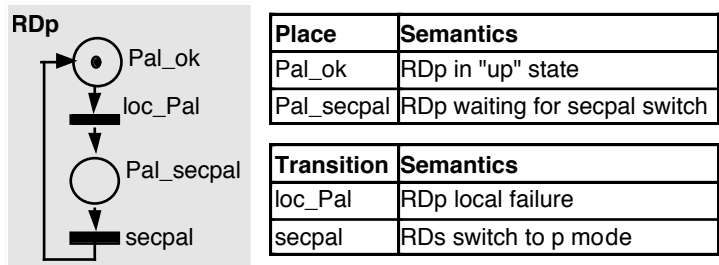 RDp
Pal_ok
loc_Pal
Pal_secpal
secpal
Place Semantics
Pal_ok RDp in "up" state
Pal_secpal RDp waiting for secpal switch
Transition Semantics
loc_Pal RDp local failure
secpal RDs switch to p mode